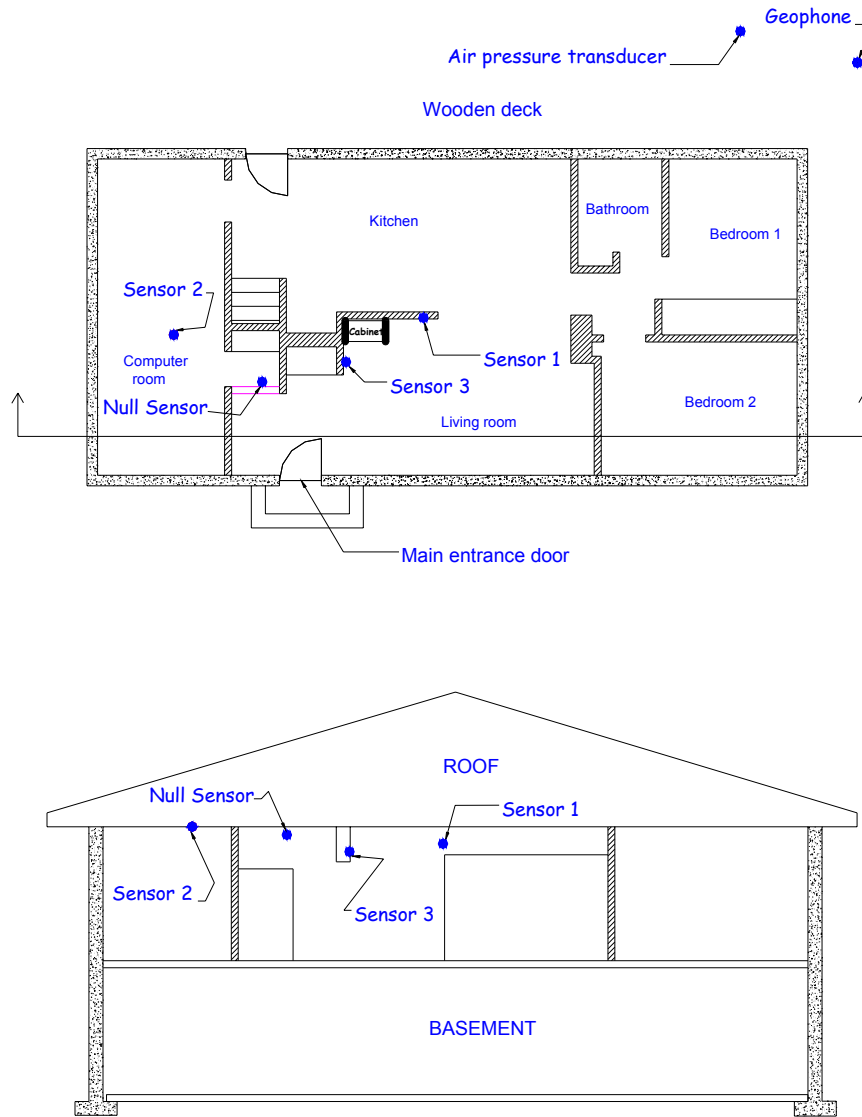 Geophone
Air pressure transducer
Wooden deck
Kitchen
Bathroom
Bedroom 1
Sensor 2
Cabinet
Sensor 1
Computer
room
Sensor 3
Null Sensor
Bedroom 2
Living room
Main entrance door
ROOF
Null Sensor
Sensor 1
Sensor 2
Sensor 3
BASEMENT